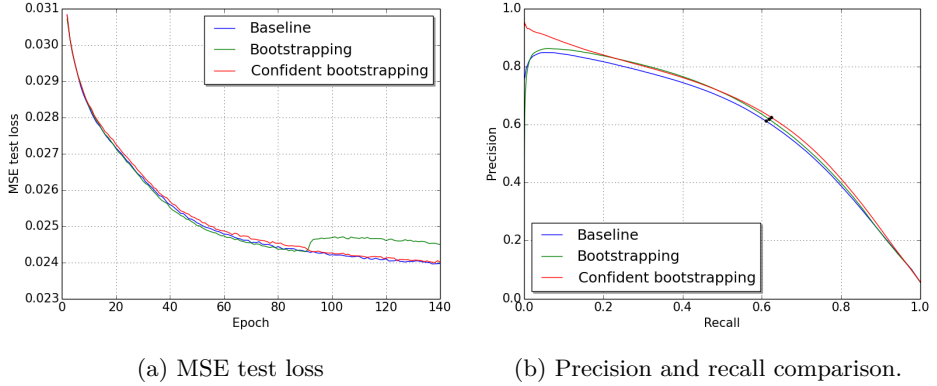 0.031
0.030
0.029
0.028
0.027
0.026
0.025
0.024
0.023
MSE test loss
0 20 40 60 80 100 120 140
Epoch
Baseline
Bootstrapping
Confident bootstrapping
(a) MSE test loss
1.0
0.8
0.6
0.4
0.2
0.0
Precision
0.0 0.2 0.4 0.6 0.8 1.0
Recall
Baseline
Bootstrapping
Confident bootstrapping
(b) Precision and recall comparison.